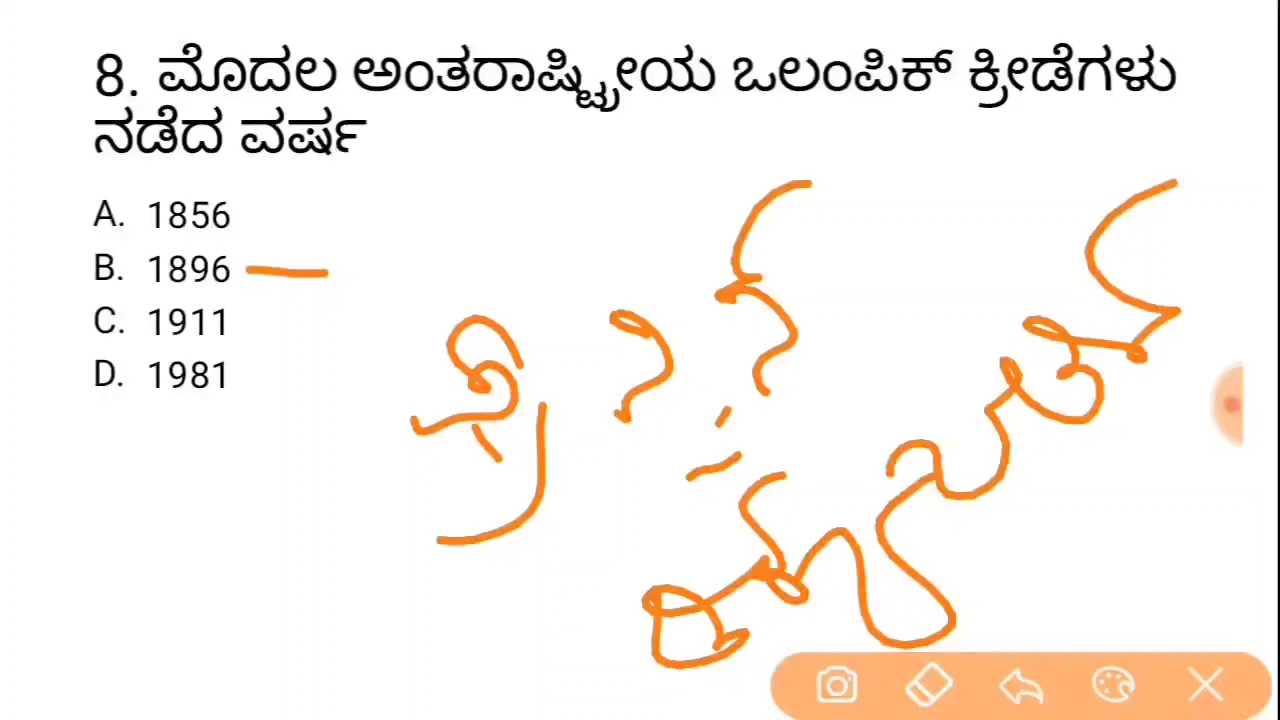 8. ಮೊದಲ ಅಂತರಾಷ್ಟ್ರೀಯ ಒಲಂಪಿಕ್ ಕ್ರೀಡೆಗಳು
ನಡೆದ ವರ್ಷ
A. 1856
B. 1896
C. 1911
D. 1981